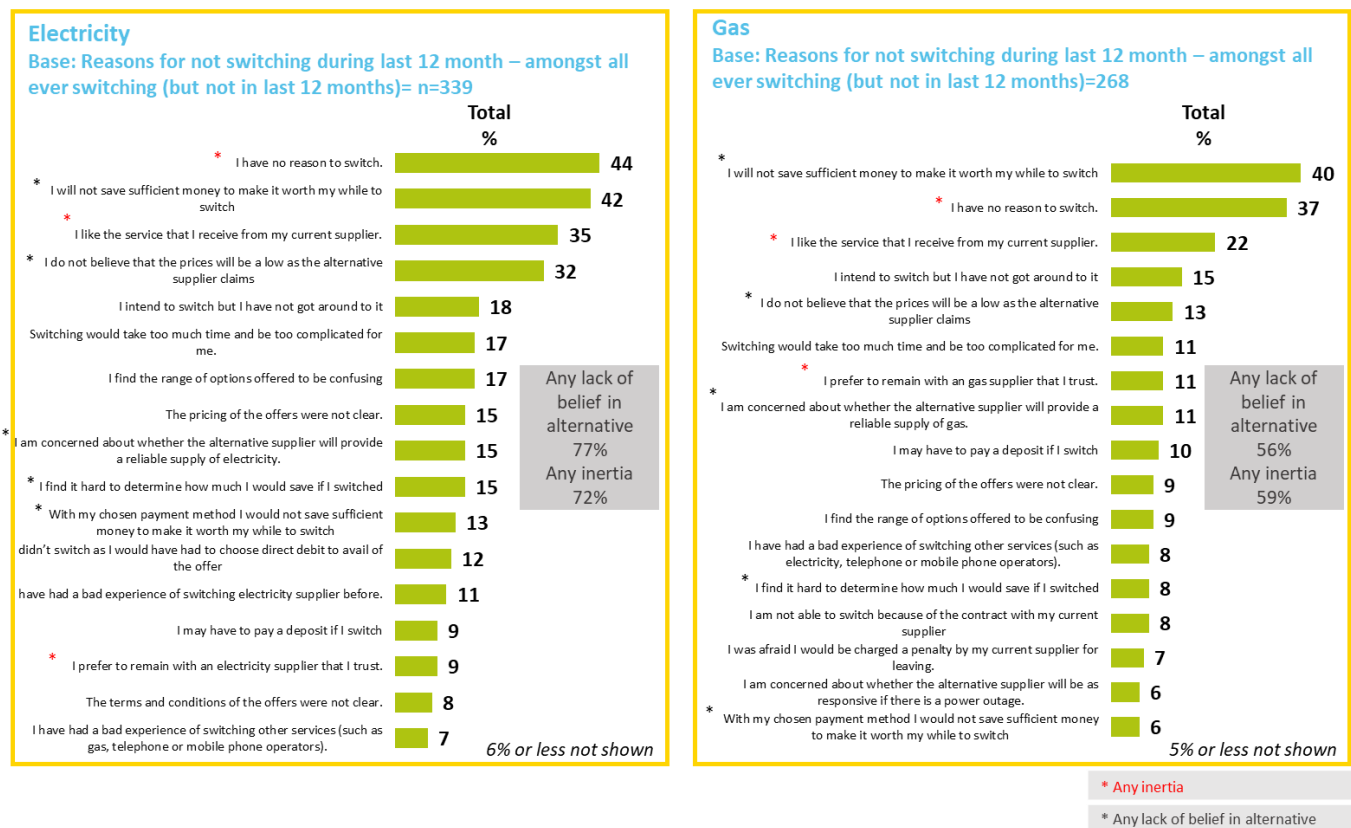 Electricity
Base: Reasons for not switching during last 12 month – amongst all
ever switching (but not in last 12 months)= n=339
Total
%
* I have no reason to switch. 44
* I will not save sufficient money to make it worth my while to
switch 42
* I like the service that I receive from my current supplier. 35
* I do not believe that the prices will be a low as the alternative
supplier claims 32
I intend to switch but I have not got around to it 18
Switching would take too much time and be too complicated for
me. 17
I find the range of options offered to be confusing 17
The pricing of the offers were not clear. 15
* I am concerned about whether the alternative supplier will provide
a reliable supply of electricity. 15
* I find it hard to determine how much I would save if I switched 15
* With my chosen payment method I would not save sufficient
money to make it worth my while to switch 13
didn't switch as I would have had to choose direct debit to avail of
the offer 12
have had a bad experience of switching electricity supplier before. 11
I may have to pay a deposit if I switch 9
* I prefer to remain with an electricity supplier that I trust. 9
The terms and conditions of the offers were not clear. 8
I have had a bad experience of switching other services (such as
gas, telephone or mobile phone operators). 7
Any lack of
belief in
alternative
77%
Any inertia
72%
6% or less not shown
Gas
Base: Reasons for not switching during last 12 month – amongst all
ever switching (but not in last 12 months)=268
Total
%
* I will not save sufficient money to make it worth my while to switch 40
* I have no reason to switch. 37
* I like the service that I receive from my current supplier. 22
I intend to switch but I have not got around to it 15
* I do not believe that the prices will be a low as the alternative
supplier claims 13
Switching would take too much time and be too complicated for me. 11
* I prefer to remain with an gas supplier that I trust. 11
* I am concerned about whether the alternative supplier will provide a
reliable supply of gas. 11
I may have to pay a deposit if I switch 10
The pricing of the offers were not clear. 9
I find the range of options offered to be confusing 9
I have had a bad experience of switching other services (such as
electricity, telephone or mobile phone operators). 8
* I find it hard to determine how much I would save if I switched 8
I am not able to switch because of the contract with my current
supplier 8
I was afraid I would be charged a penalty by my current supplier for
leaving. 7
I am concerned about whether the alternative supplier will be as
responsive if there is a power outage. 6
* With my chosen payment method I would not save sufficient money
to make it worth my while to switch 6
Any lack of
belief in
alternative
56%
Any inertia
59%
5% or less not shown
* Any inertia
* Any lack of belief in alternative